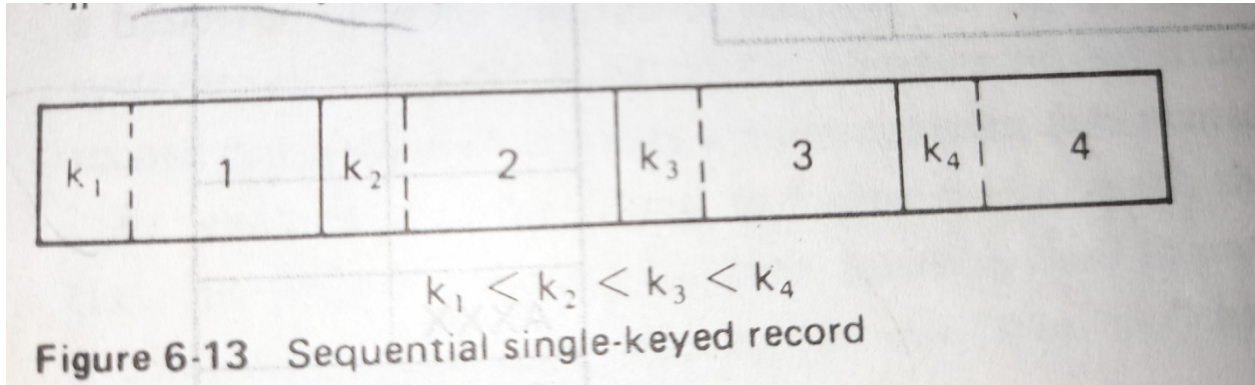 k₁ 1 k₂ 2 k₃ 3 k₄ 4
k₁ < k₂ < k₃ < k₄
Figure 6-13 Sequential single-keyed record